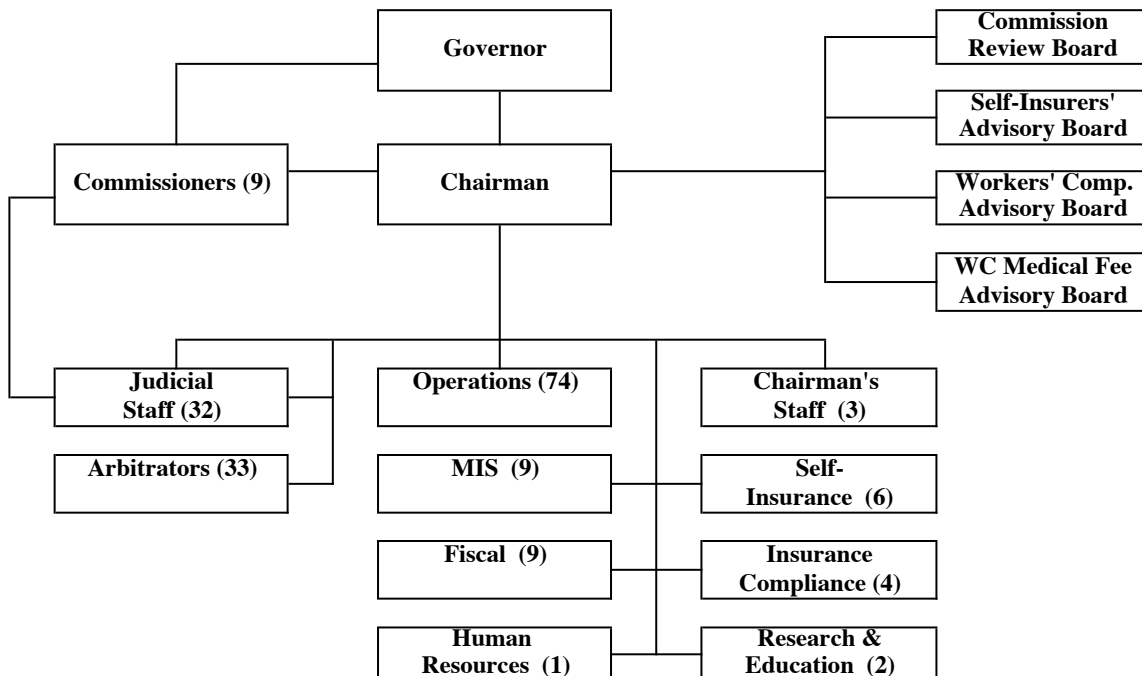 Governor
Commission
Review Board
Self-Insurers'
Advisory Board
Commissioners (9)
Chairman
Workers' Comp.
Advisory Board
WC Medical Fee
Advisory Board
Judicial
Staff (32)
Operations (74)
Chairman's
Staff (3)
Arbitrators (33)
MIS (9)
Self-
Insurance (6)
Fiscal (9)
Insurance
Compliance (4)
Human
Resources (1)
Research &
Education (2)